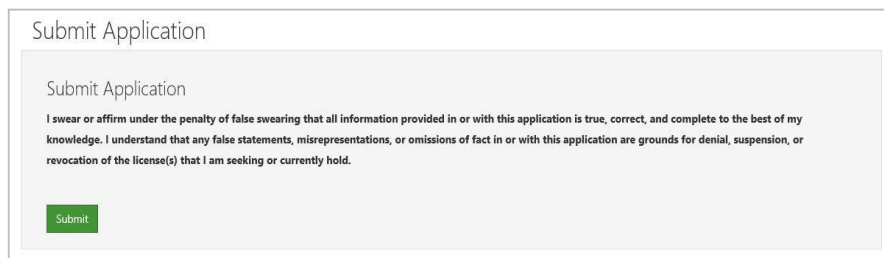 Submit Application
Submit Application
I swear or affirm under the penalty of false swearing that all information provided in or with this application is true, correct, and complete to the best of my
knowledge. I understand that any false statements, misrepresentations, or omissions of fact in or with this application are grounds for denial, suspension, or
revocation of the license(s) that I am seeking or currently hold.
Submit